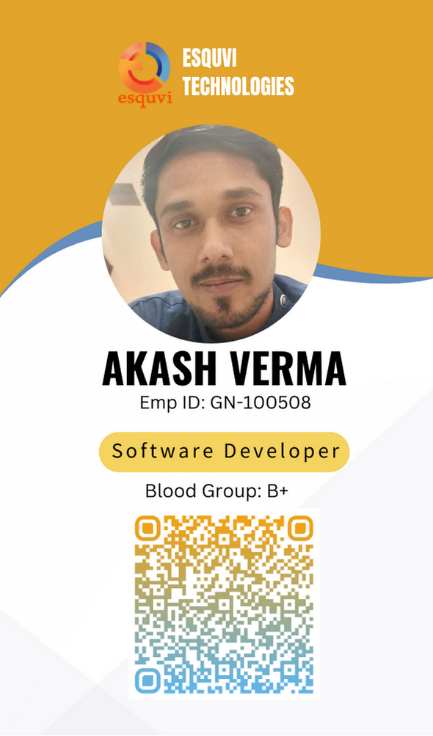 esquvi
ESQUVI
TECHNOLOGIES
AKASH VERMA
Emp ID: GN-100508
Software Developer
Blood Group: B+